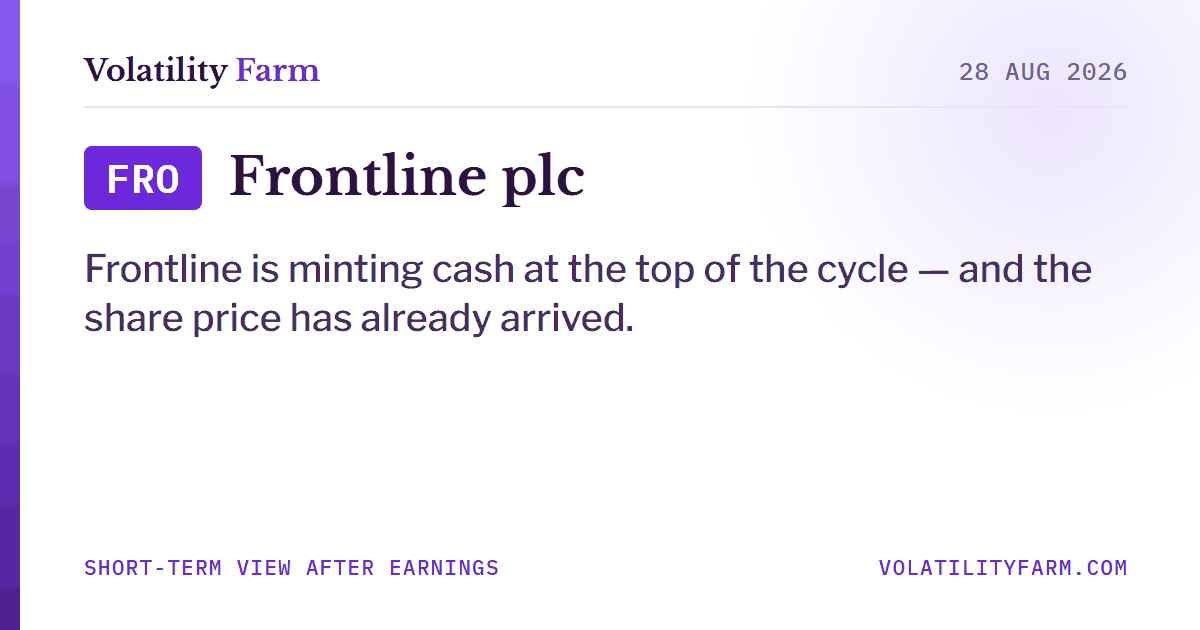 Volatility Farm
28 AUG 2026
FRO Frontline plc
Frontline is minting cash at the top of the cycle — and the
share price has already arrived.
SHORT-TERM VIEW AFTER EARNINGS
VOLATILITYFARM.COM